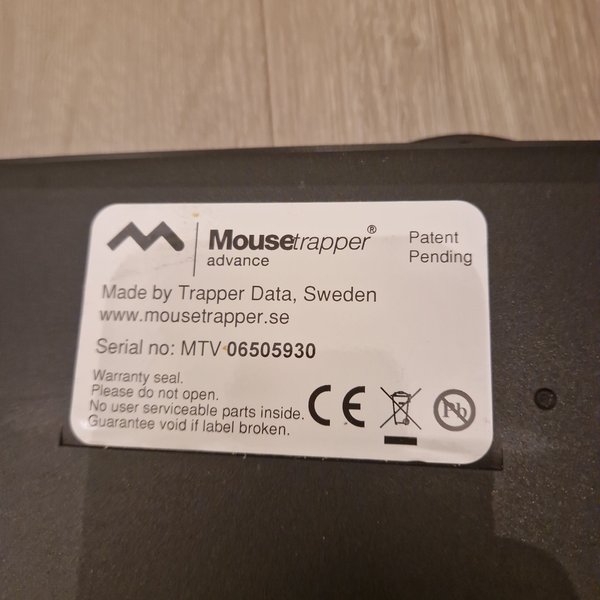 Mousetrapper®
advance
Patent
Pending
Made by Trapper Data, Sweden
www.mousetrapper.se
Serial no: MTV 06505930
Warranty seal.
Please do not open.
No user serviceable parts inside.
Guarantee void if label broken.
CE
Pb